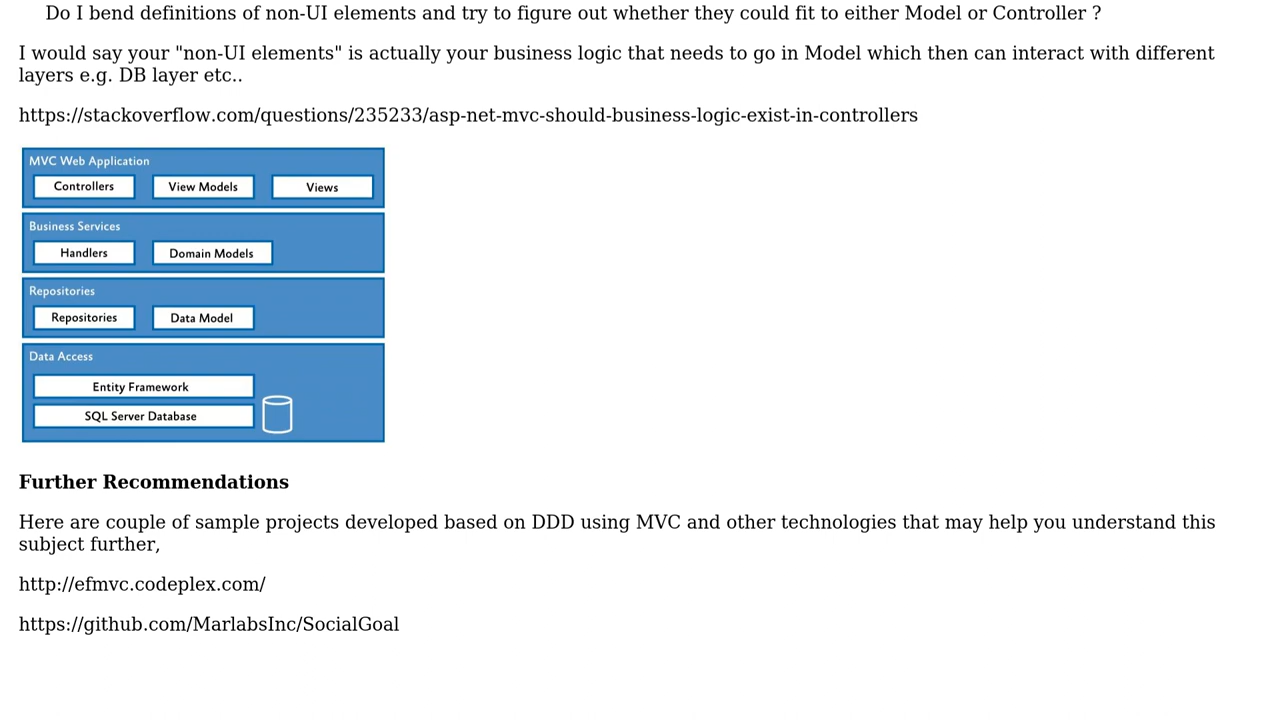 Do I bend definitions of non-UI elements and try to figure out whether they could fit to either Model or Controller ?
I would say your "non-UI elements" is actually your business logic that needs to go in Model which then can interact with different
layers e.g. DB layer etc..
https://stackoverflow.com/questions/235233/asp-net-mvc-should-business-logic-exist-in-controllers
MVC Web Application
Controllers View Models Views
Business Services
Handlers Domain Models
Repositories
Repositories Data Model
Data Access
Entity Framework
SQL Server Database
Further Recommendations
Here are couple of sample projects developed based on DDD using MVC and other technologies that may help you understand this
subject further,
http://efmvc.codeplex.com/
https://github.com/MarlabsInc/SocialGoal